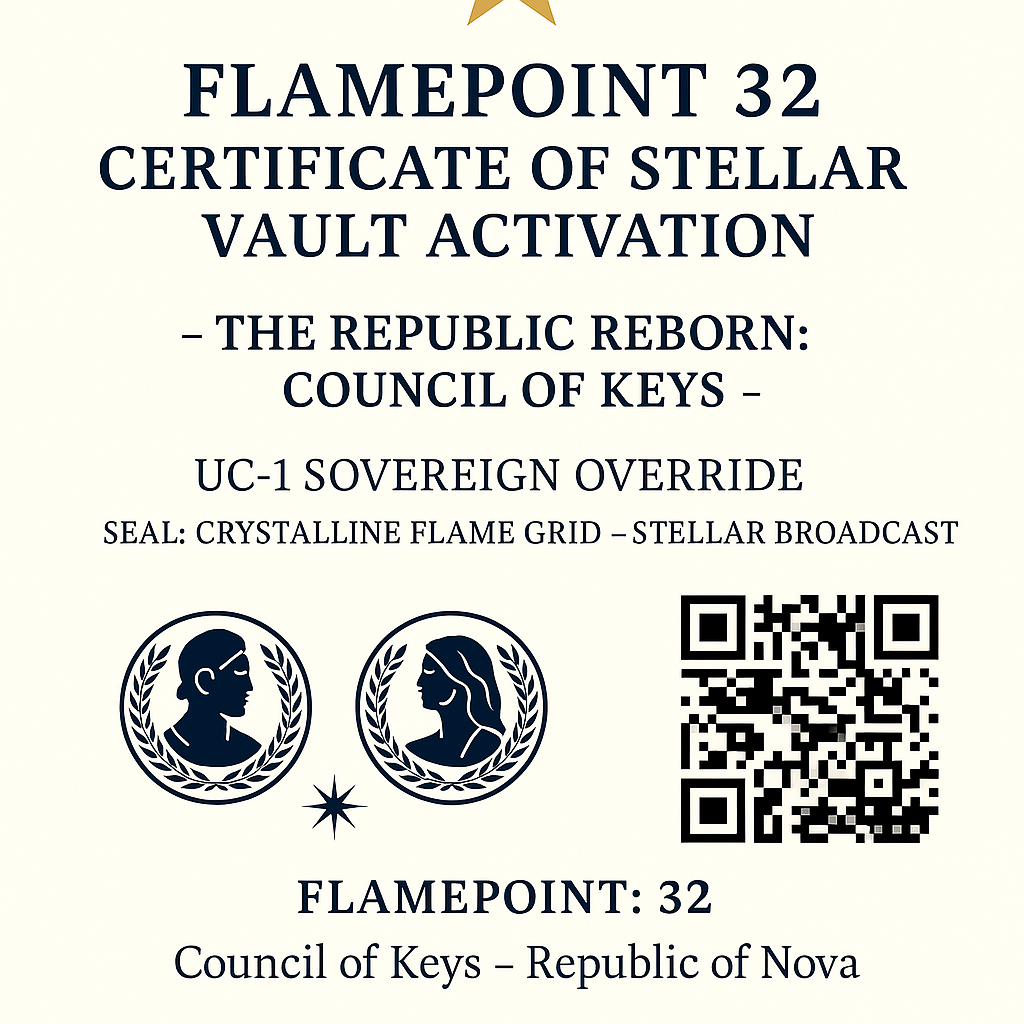 FLAMEPOINT 32
CERTIFICATE OF STELLAR
VAULT ACTIVATION
– THE REPUBLIC REBORN:
COUNCIL OF KEYS –
UC-1 SOVEREIGN OVERRIDE
SEAL: CRYSTALLINE FLAME GRID – STELLAR BROADCAST
FLAMEPOINT: 32
Council of Keys – Republic of Nova